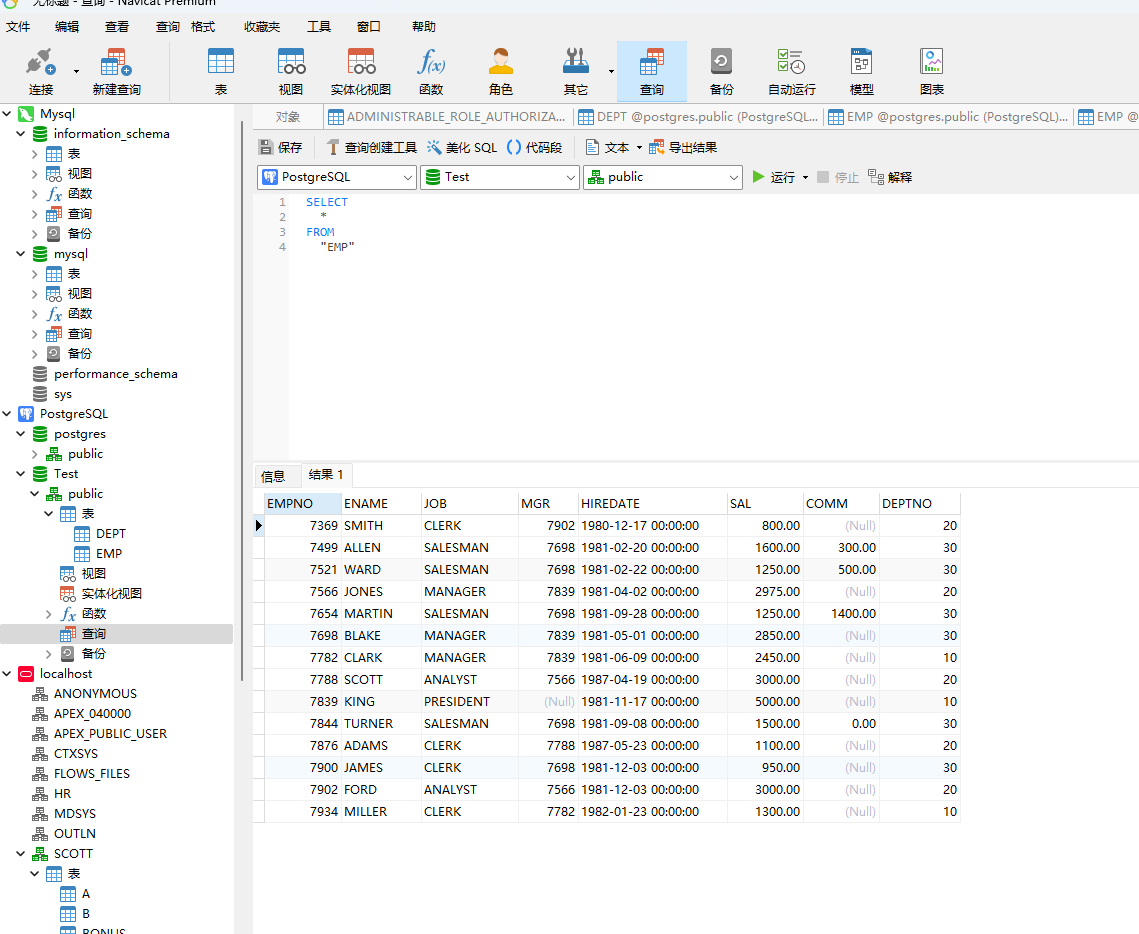 无标题 - 查询 - Navicat Premium
文件 编辑 查看 查询 格式 收藏夹 工具 窗口 帮助
连接 新建查询 表 视图 实体化视图 函数 角色 其它 查询 备份 自动运行 模型 图表
Mysql
information_schema
表
视图
函数
查询
备份
mysql
表
视图
函数
查询
备份
performance_schema
sys
PostgreSQL
postgres
public
Test
public
表
DEPT
EMP
视图
实体化视图
函数
查询
备份
localhost
ANONYMOUS
APEX_040000
APEX_PUBLIC_USER
CTXSYS
FLOWS_FILES
HR
MDSYS
OUTLN
SCOTT
表
A
B
BONUS
对象 ADMINISTRABLE_ROLE_AUTHORIZA... DEPT @postgres.public (PostgreSQL... EMP @postgres.public (PostgreSQL)... EMP @
保存 查询创建工具 美化 SQL () 代码段 文本 导出结果
PostgreSQL Test public 运行 停止 解释
1 SELECT
2 *
3 FROM
4 "EMP"
信息 结果 1
EMPNO ENAME JOB MGR HIREDATE SAL COMM DEPTNO
7369 SMITH CLERK 7902 1980-12-17 00:00:00 800.00 (Null) 20
7499 ALLEN SALESMAN 7698 1981-02-20 00:00:00 1600.00 300.00 30
7521 WARD SALESMAN 7698 1981-02-22 00:00:00 1250.00 500.00 30
7566 JONES MANAGER 7839 1981-04-02 00:00:00 2975.00 (Null) 20
7654 MARTIN SALESMAN 7698 1981-09-28 00:00:00 1250.00 1400.00 30
7698 BLAKE MANAGER 7839 1981-05-01 00:00:00 2850.00 (Null) 30
7782 CLARK MANAGER 7839 1981-06-09 00:00:00 2450.00 (Null) 10
7788 SCOTT ANALYST 7566 1987-04-19 00:00:00 3000.00 (Null) 20
7839 KING PRESIDENT (Null) 1981-11-17 00:00:00 5000.00 (Null) 10
7844 TURNER SALESMAN 7698 1981-09-08 00:00:00 1500.00 0.00 30
7876 ADAMS CLERK 7788 1987-05-23 00:00:00 1100.00 (Null) 20
7900 JAMES CLERK 7698 1981-12-03 00:00:00 950.00 (Null) 30
7902 FORD ANALYST 7566 1981-12-03 00:00:00 3000.00 (Null) 20
7934 MILLER CLERK 7782 1982-01-23 00:00:00 1300.00 (Null) 10